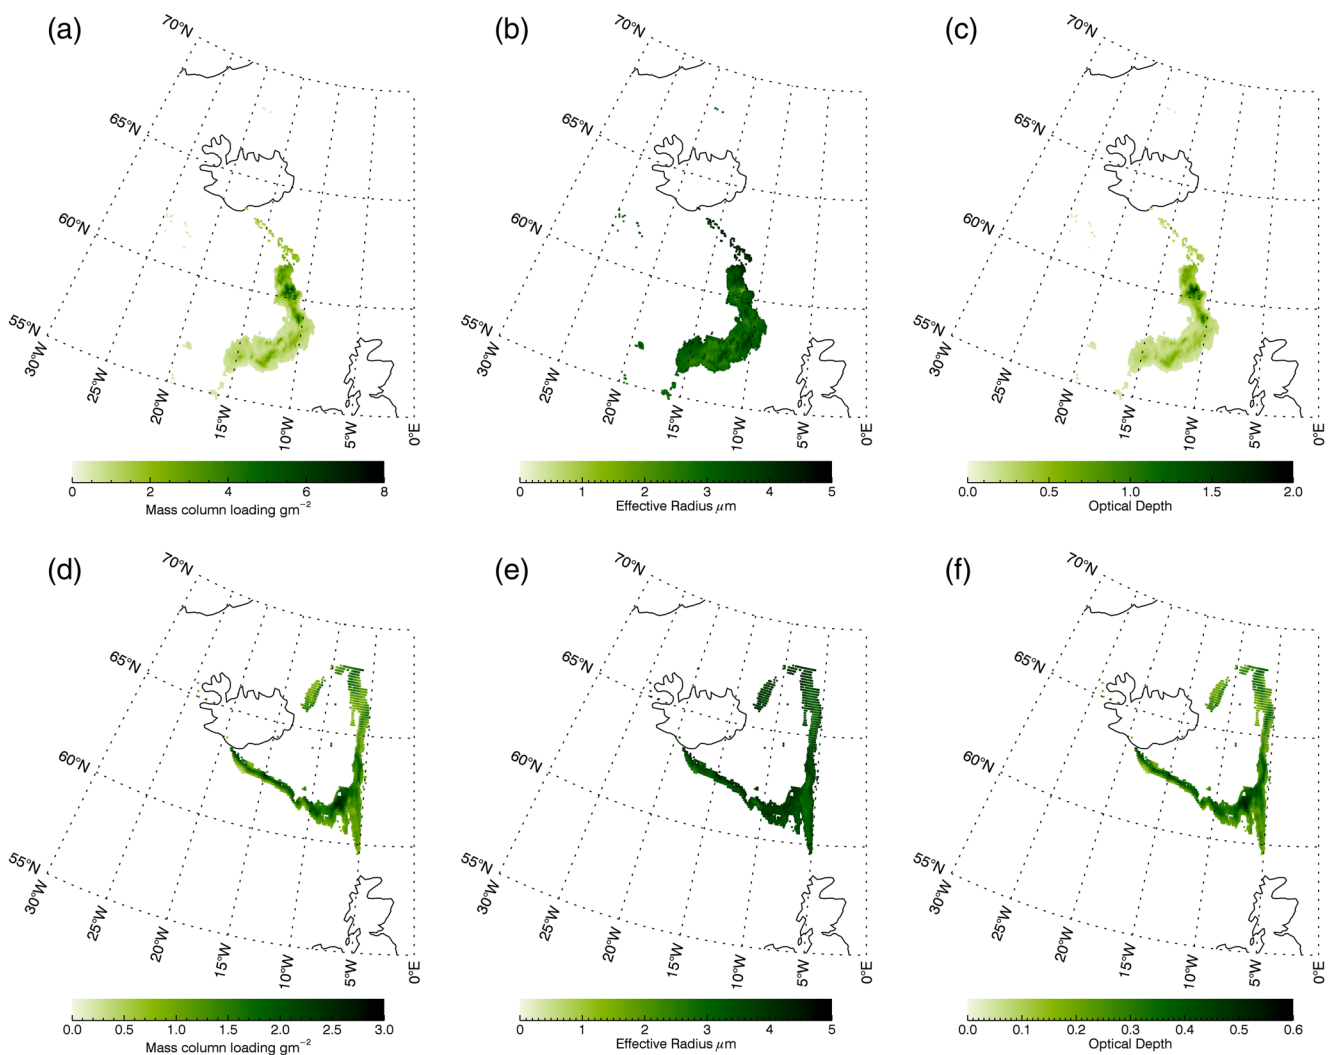 (a)
70°N
65°N
60°N
55°N
30°W
25°W
20°W
15°W
10°W
5°W
0°E
0 2 4 6 8
Mass column loading gm⁻²
(b)
70°N
65°N
60°N
55°N
30°W
25°W
20°W
15°W
10°W
5°W
0°E
0 1 2 3 4 5
Effective Radius μm
(c)
70°N
65°N
60°N
55°N
30°W
25°W
20°W
15°W
10°W
5°W
0°E
0.0 0.5 1.0 1.5 2.0
Optical Depth
(d)
70°N
65°N
60°N
55°N
30°W
25°W
20°W
15°W
10°W
5°W
0°E
0.0 0.5 1.0 1.5 2.0 2.5 3.0
Mass column loading gm⁻²
(e)
70°N
65°N
60°N
55°N
30°W
25°W
20°W
15°W
10°W
5°W
0°E
0 1 2 3 4 5
Effective Radius μm
(f)
70°N
65°N
60°N
55°N
30°W
25°W
20°W
15°W
10°W
5°W
0°E
0.0 0.1 0.2 0.3 0.4 0.5 0.6
Optical Depth